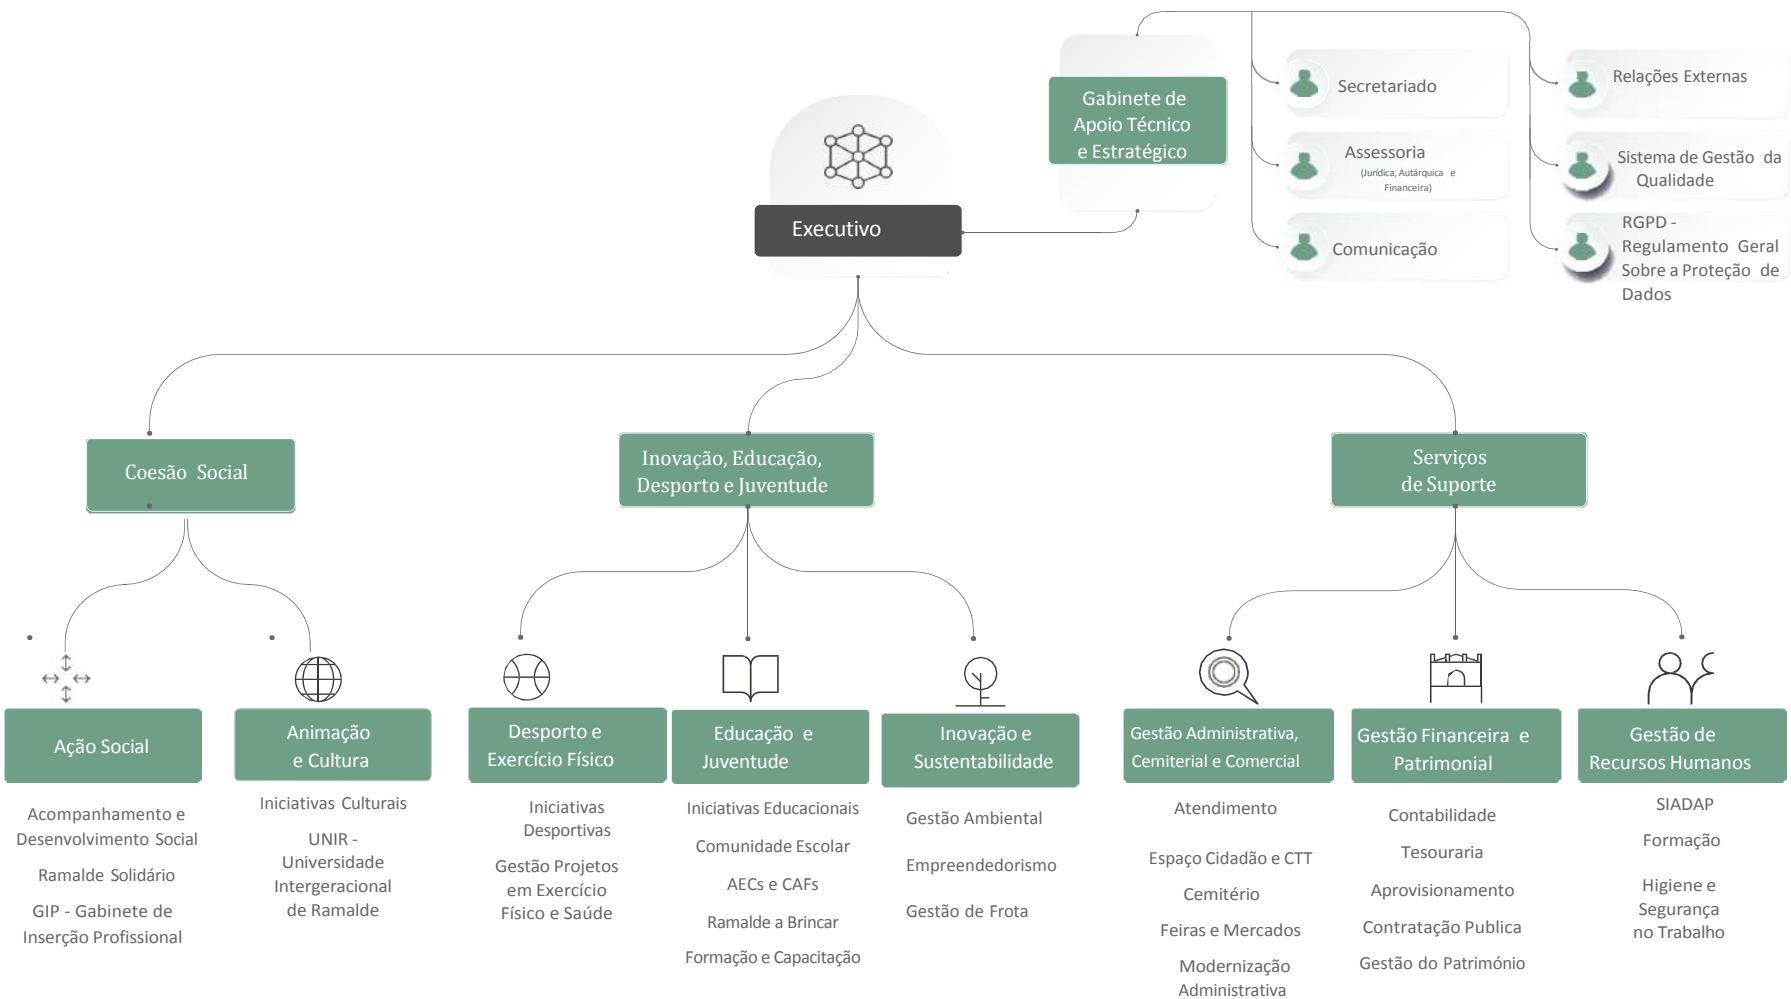 Gabinete de
Apoio Técnico
e Estratégico
Secretariado
Assessoria
(Jurídica, Autárquica e
Financeira)
Comunicação
Relações Externas
Sistema de Gestão da
Qualidade
RGPD -
Regulamento Geral
Sobre a Proteção de
Dados
Executivo
Coesão Social
Inovação, Educação,
Desporto e Juventude
Serviços
de Suporte
Ação Social
Acompanhamento e
Desenvolvimento Social
Ramalde Solidário
GIP - Gabinete de
Inserção Profissional
Animação
e Cultura
Iniciativas Culturais
UNIR -
Universidade
Intergeracional
de Ramalde
Desporto e
Exercício Físico
Iniciativas
Desportivas
Gestão Projetos
em Exercício
Físico e Saúde
Educação e
Juventude
Iniciativas Educacionais
Comunidade Escolar
AECs e CAFs
Ramalde a Brincar
Formação e Capacitação
Inovação e
Sustentabilidade
Gestão Ambiental
Empreendedorismo
Gestão de Frota
Gestão Administrativa,
Cemiterial e Comercial
Atendimento
Espaço Cidadão e CTT
Cemitério
Feiras e Mercados
Modernização
Administrativa
Gestão Financeira e
Patrimonial
Contabilidade
Tesouraria
Aprovisionamento
Contratação Publica
Gestão do Património
Gestão de
Recursos Humanos
SIADAP
Formação
Higiene e
Segurança
no Trabalho